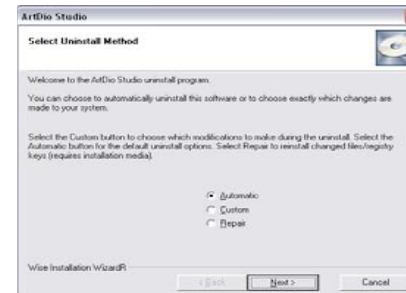 ArtDio Studio
Select Uninstall Method
Welcome to the ArtDio Studio uninstall program.
You can choose to automatically uninstall this software or to choose exactly which changes are
made to your system.
Select the Custom button to choose which modifications to make during the uninstall. Select the
Automatic button for the default uninstall options. Select Repair to reinstall changed files/registry
keys (requires installation media).
Automatic
Custom
Repair
Wise Installation WizardR
< Back
Next >
Cancel